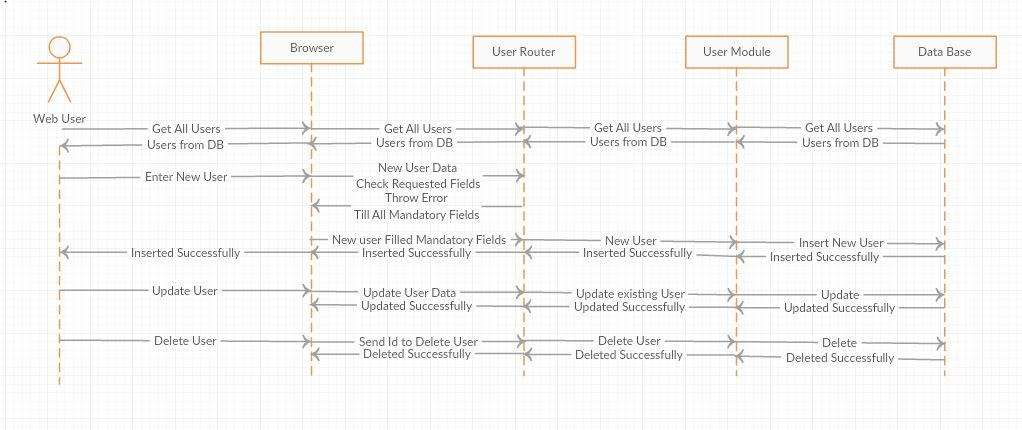 Browser
User Router
User Module
Data Base
Web User
Get All Users
Get All Users
Get All Users
Get All Users
Users from DB
Users from DB
Users from DB
Users from DB
Enter New User
New User Data
Check Requested Fields
Throw Error
Till All Mandatory Fields
New user Filled Mandatory Fields
New User
Insert New User
Inserted Successfully
Inserted Successfully
Inserted Successfully
Inserted Successfully
Update User
Update User Data
Update existing User
Update
Updated Successfully
Updated Successfully
Updated Successfully
Delete User
Send Id to Delete User
Delete User
Delete
Deleted Successfully
Deleted Successfully
Deleted Successfully